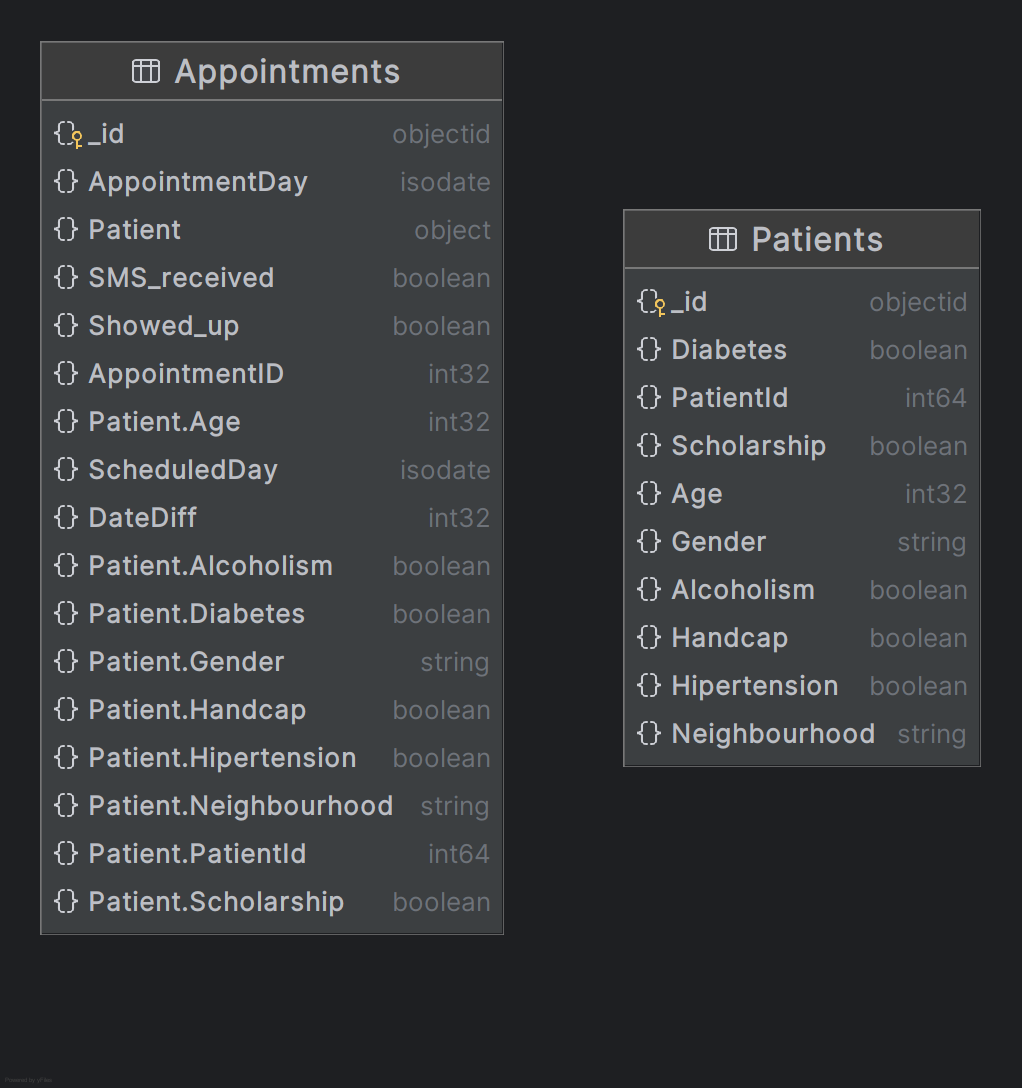 Appointments
_id objectid
AppointmentDay isodate
Patient object
SMS_received boolean
Showed_up boolean
AppointmentID int32
Patient.Age int32
ScheduledDay isodate
DateDiff int32
Patient.Alcoholism boolean
Patient.Diabetes boolean
Patient.Gender string
Patient.Handcap boolean
Patient.Hipertension boolean
Patient.Neighbourhood string
Patient.PatientId int64
Patient.Scholarship boolean
Patients
_id objectid
Diabetes boolean
PatientId int64
Scholarship boolean
Age int32
Gender string
Alcoholism boolean
Handcap boolean
Hipertension boolean
Neighbourhood string
Powered by yFiles